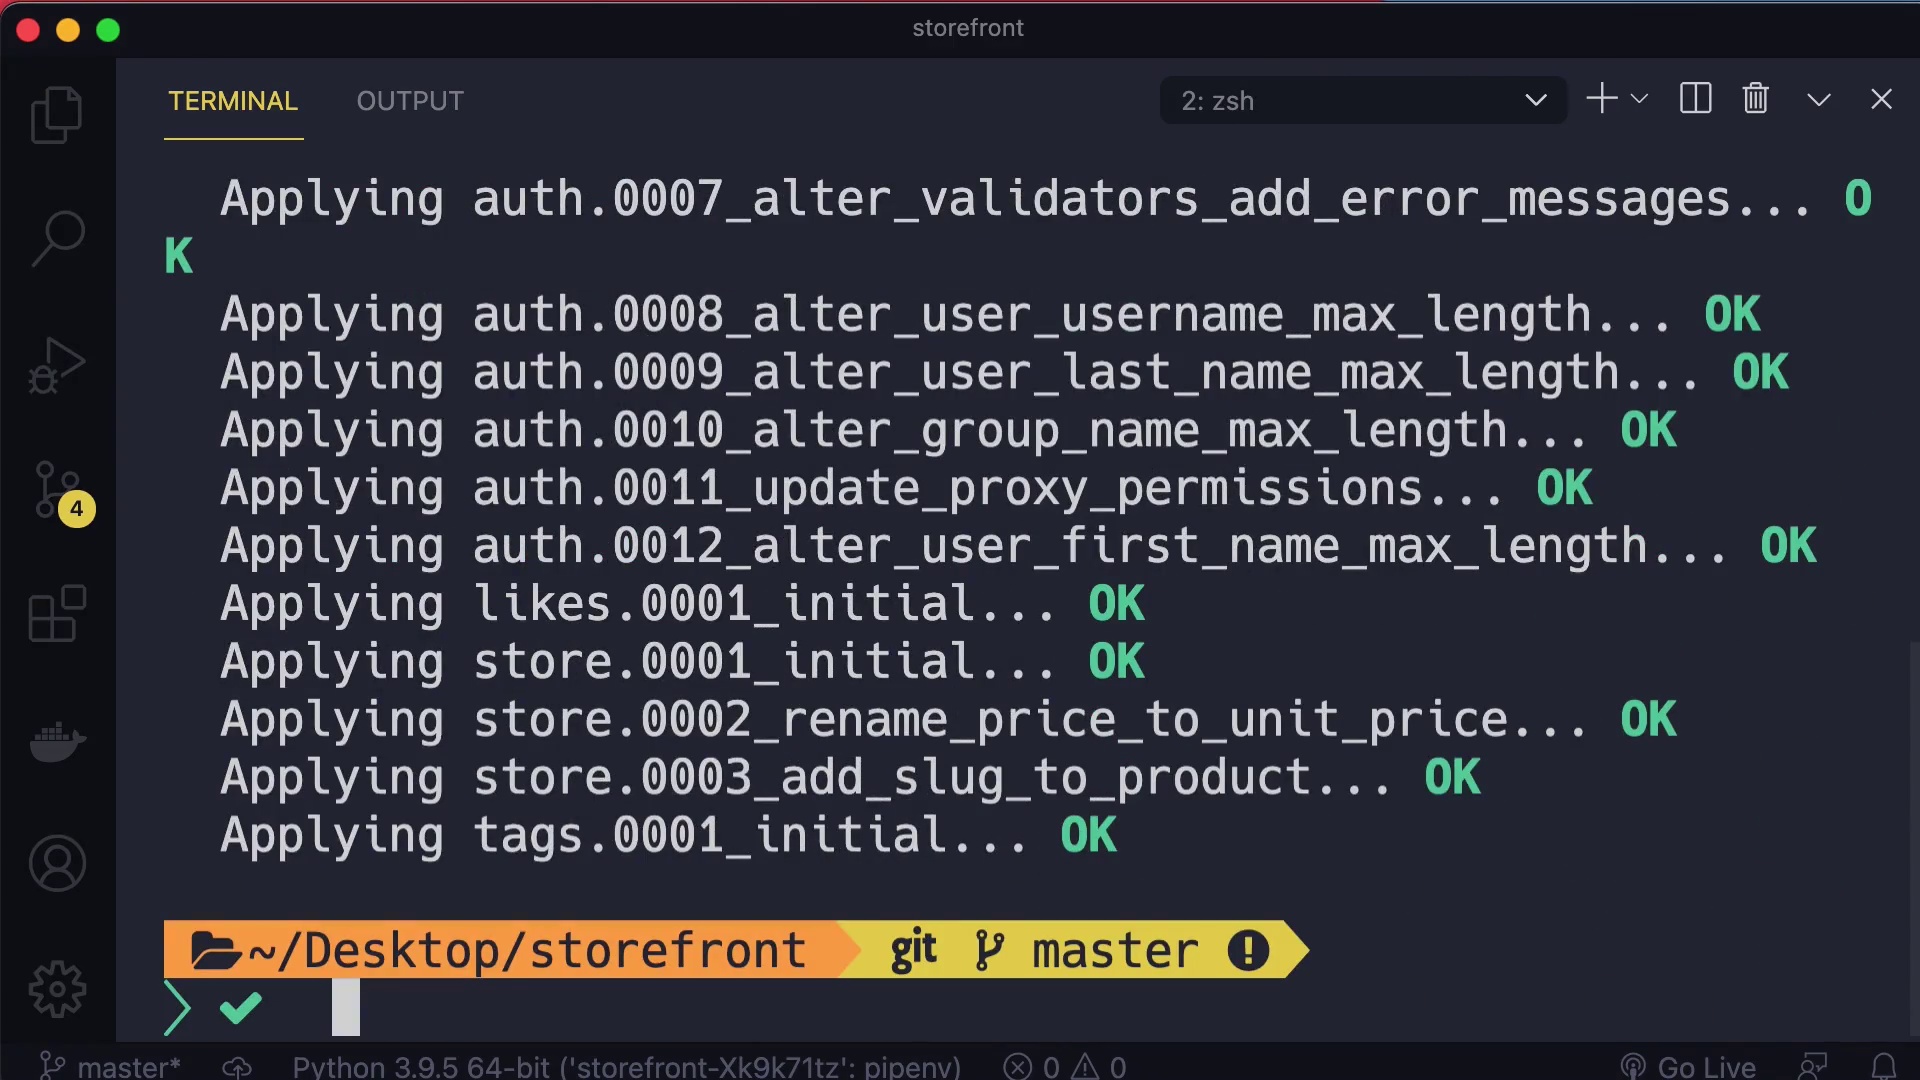 storefront
TERMINAL OUTPUT 2: zsh
Applying auth.0007_alter_validators_add_error_messages... O
K
Applying auth.0008_alter_user_username_max_length... OK
Applying auth.0009_alter_user_last_name_max_length... OK
Applying auth.0010_alter_group_name_max_length... OK
Applying auth.0011_update_proxy_permissions... OK
Applying auth.0012_alter_user_first_name_max_length... OK
Applying likes.0001_initial... OK
Applying store.0001_initial... OK
Applying store.0002_rename_price_to_unit_price... OK
Applying store.0003_add_slug_to_product... OK
Applying tags.0001_initial... OK
4
~/Desktop/storefront git master !
master* Python 3.9.5 64-bit ('storefront-Xk9k71tz': pipenv) 0 0 Go Live